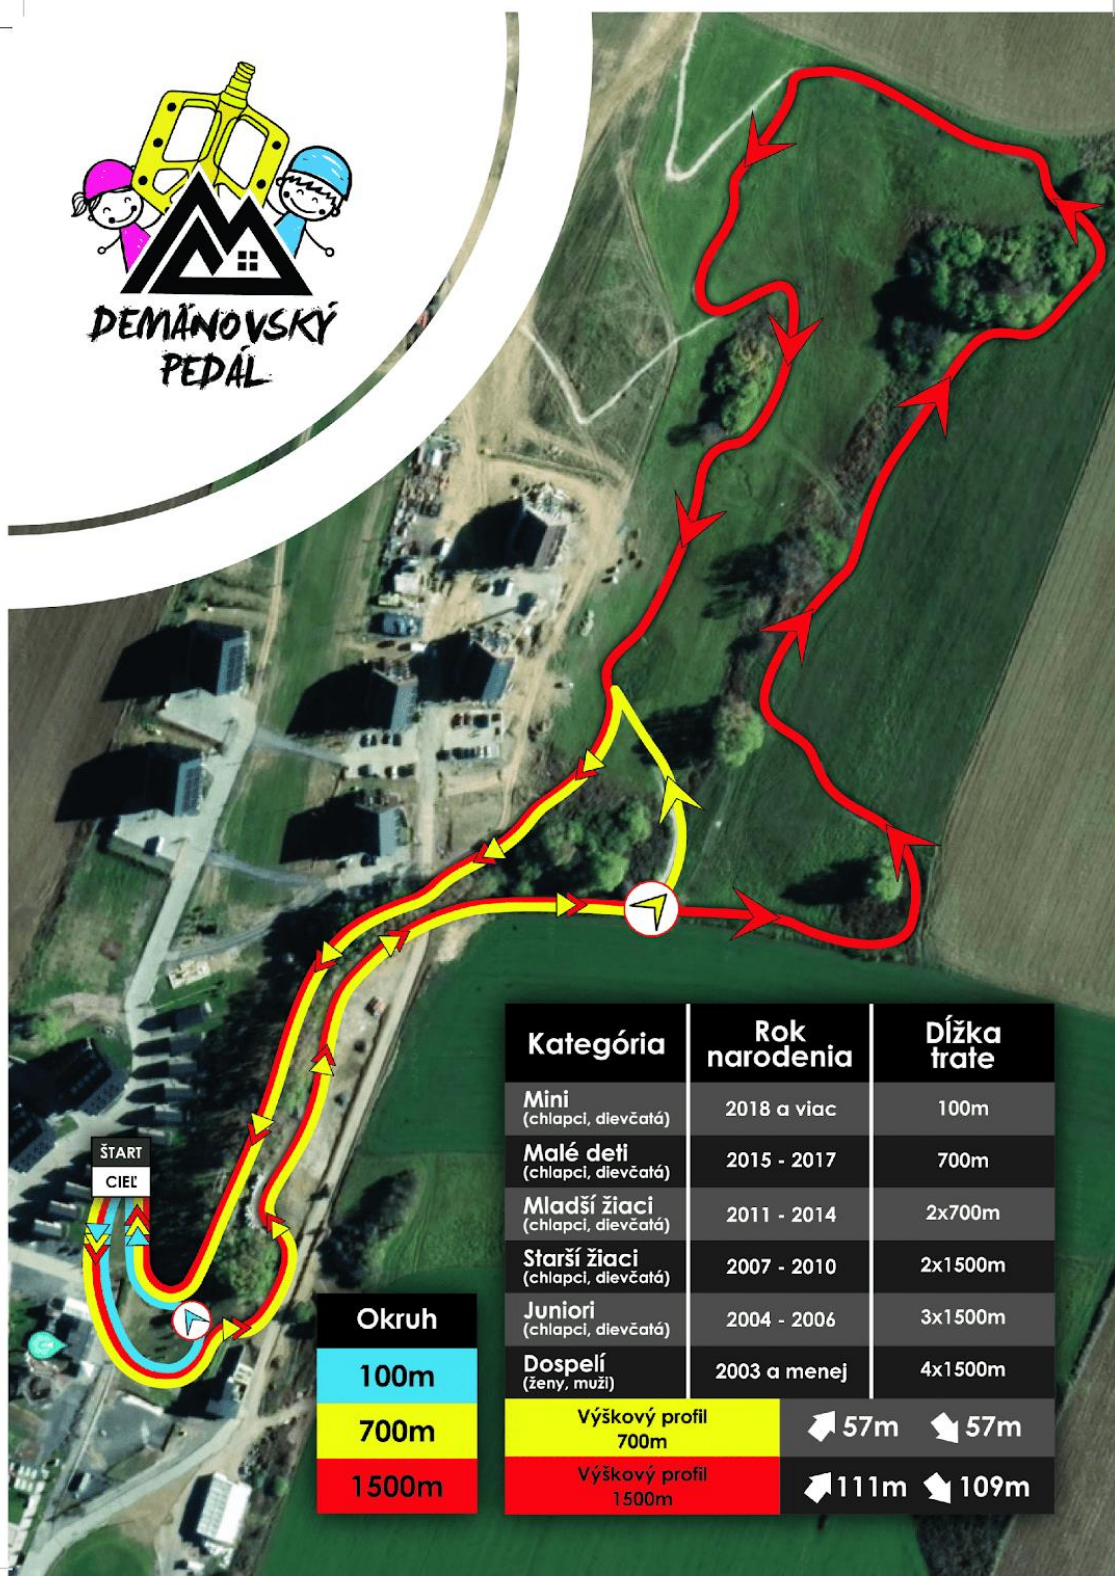 DEMÄNOVSKÝ
PEDÁL
ŠTART
CIEĽ
Okruh
100m
700m
1500m
Kategória
Rok
narodenia
Dĺžka
trate
Mini
(chlapci, dievčatá)
2018 a viac
100m
Malé deti
(chlapci, dievčatá)
2015 - 2017
700m
Mladší žiaci
(chlapci, dievčatá)
2011 - 2014
2x700m
Starší žiaci
(chlapci, dievčatá)
2007 - 2010
2x1500m
Juniori
(chlapci, dievčatá)
2004 - 2006
3x1500m
Dospelí
(ženy, muži)
2003 a menej
4x1500m
Výškový profil
700m
57m
57m
Výškový profil
1500m
111m
109m